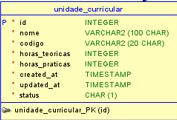 unidade_curricular
P * id INTEGER
* nome VARCHAR2 (100 CHAR)
* codigo VARCHAR2 (20 CHAR)
* horas_teoricas INTEGER
* horas_praticas INTEGER
* created_at TIMESTAMP
* updated_at TIMESTAMP
* status CHAR (1)
unidade_curricular_PK (id)